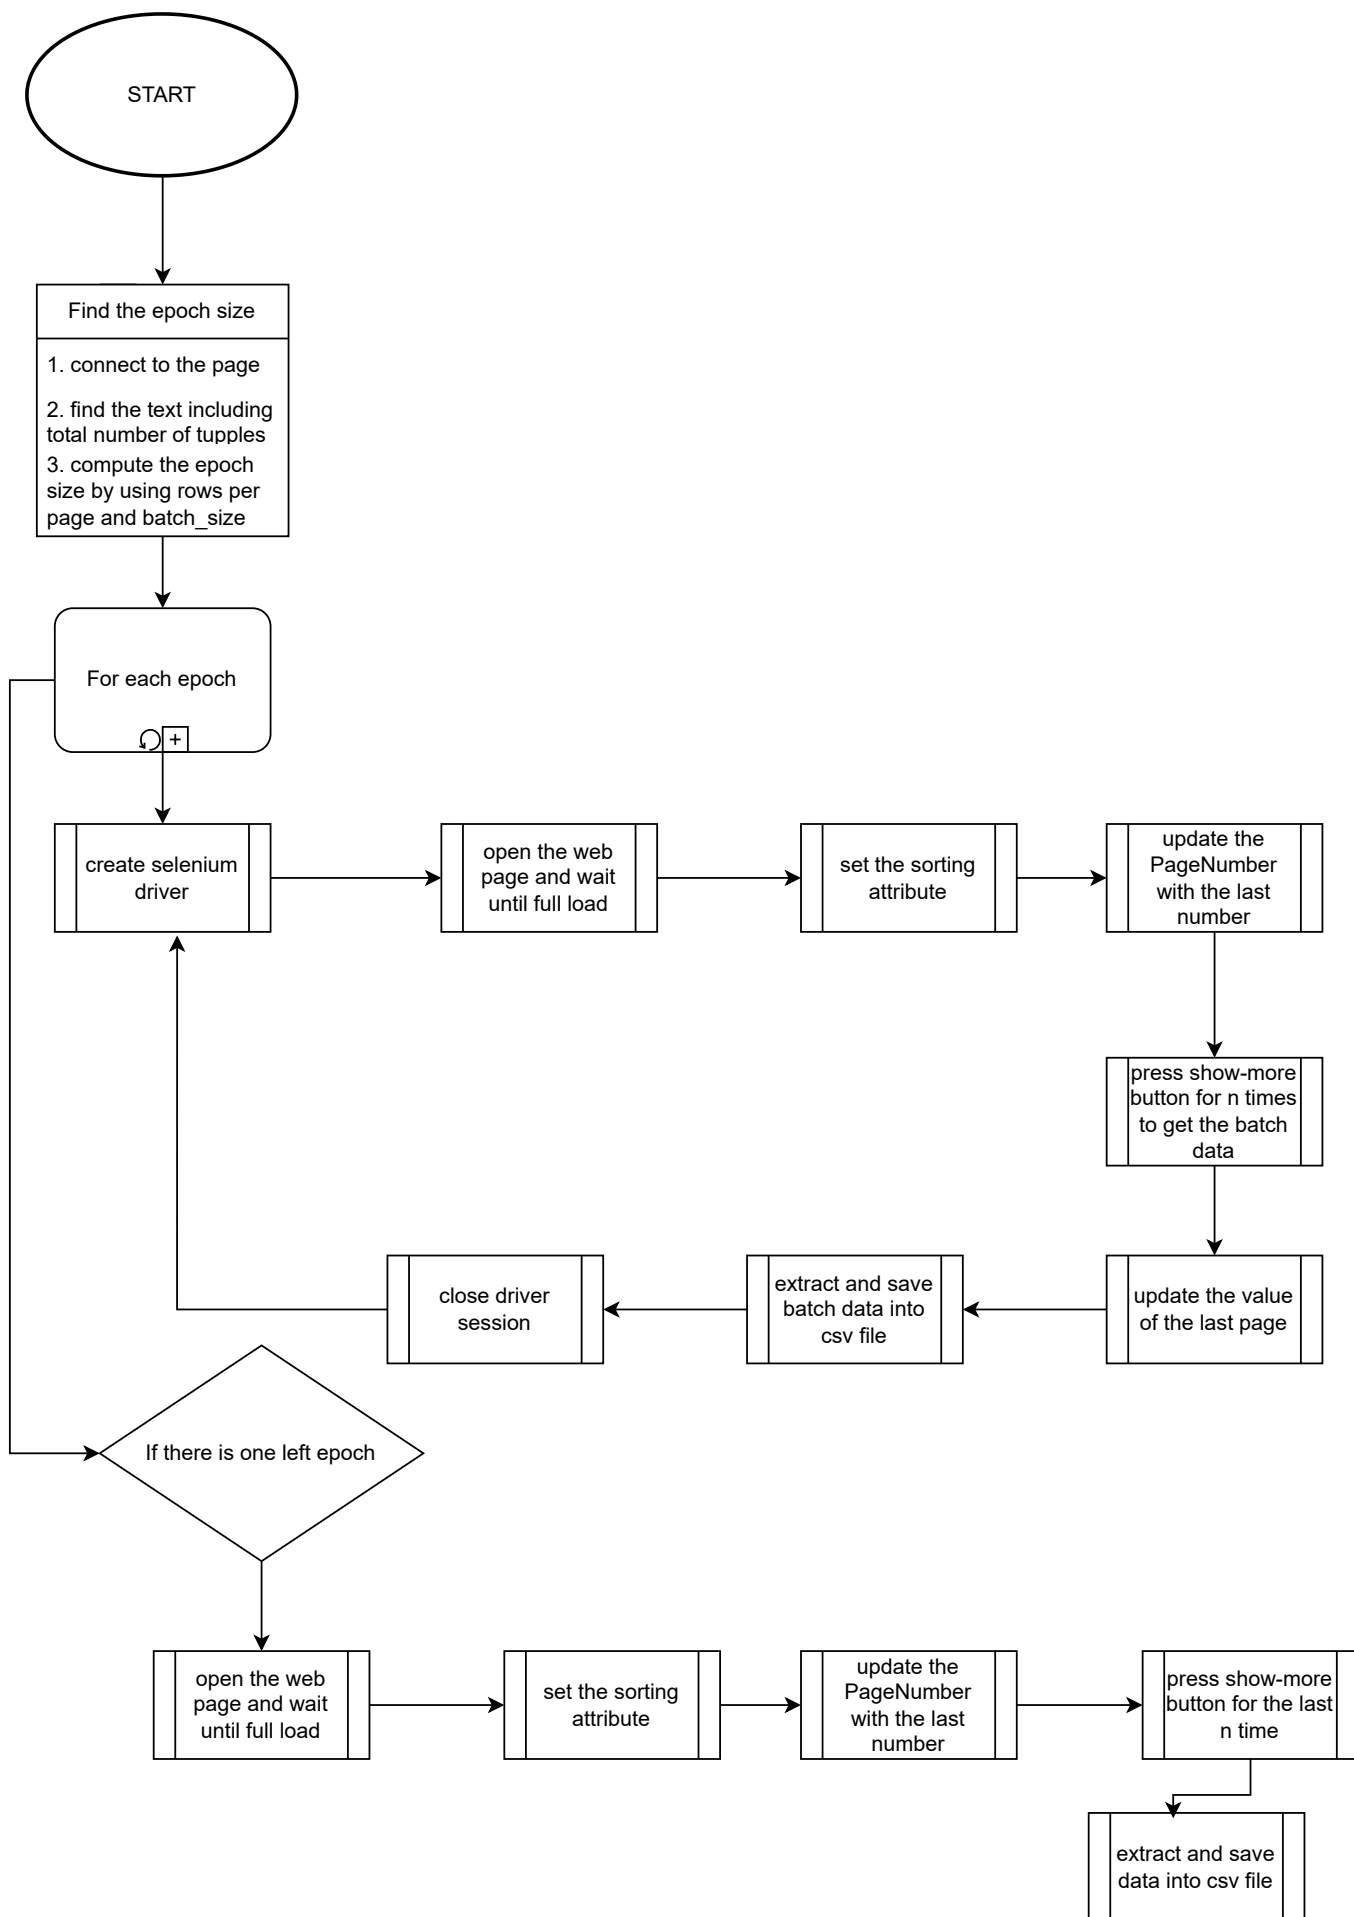 START
Find the epoch size
1. connect to the page
2. find the text including
total number of tupples
3. compute the epoch
size by using rows per
page and batch_size
For each epoch
+
create selenium
driver
open the web
page and wait
until full load
set the sorting
attribute
update the
PageNumber
with the last
number
press show-more
button for n times
to get the batch
data
update the value
of the last page
extract and save
batch data into
csv file
close driver
session
If there is one left epoch
open the web
page and wait
until full load
set the sorting
attribute
update the
PageNumber
with the last
number
press show-more
button for the last
n time
extract and save
data into csv file